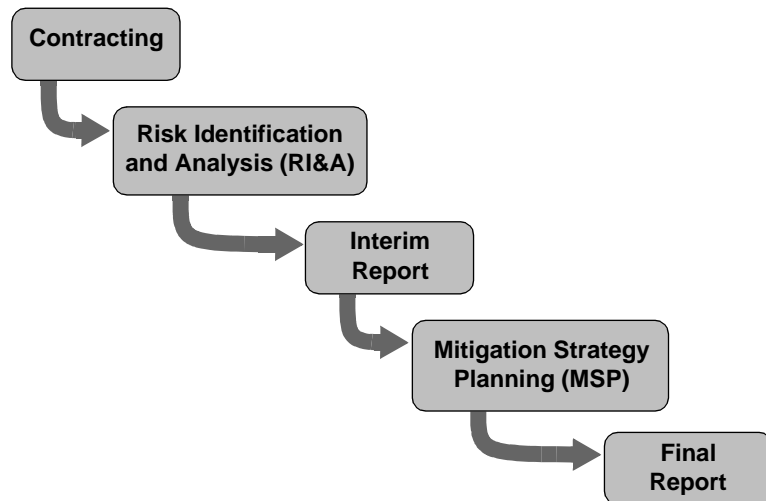 Contracting
Risk Identification
and Analysis (RI&A)
Interim
Report
Mitigation Strategy
Planning (MSP)
Final
Report